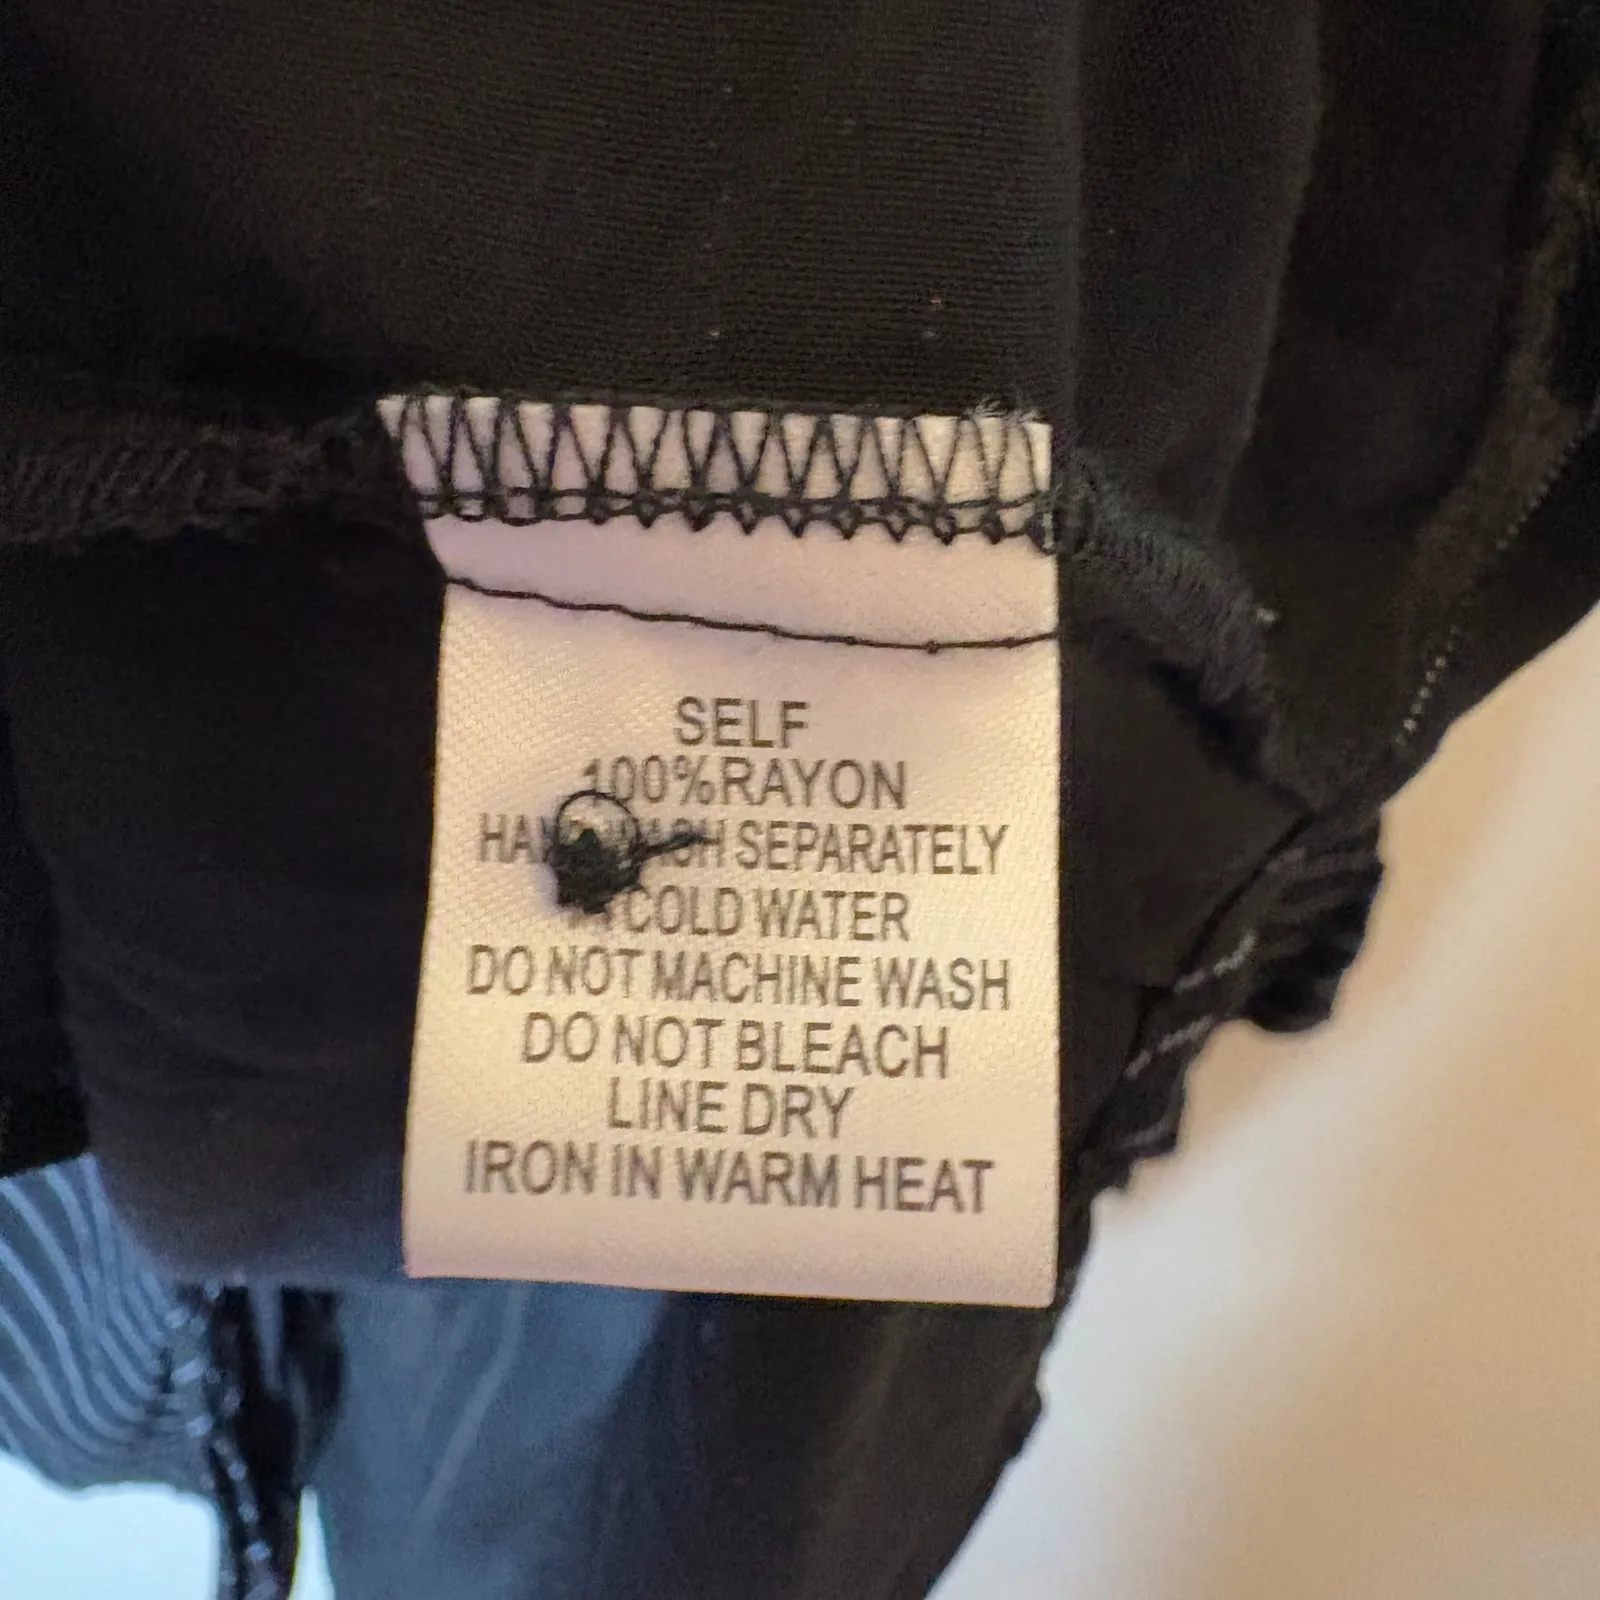 SELF
100%RAYON
SEPARATELY
COLD WATER
DO NOT MACHINE WASH
DO NOT BLEACH
LINE DRY
IRON IN WARM HEAT